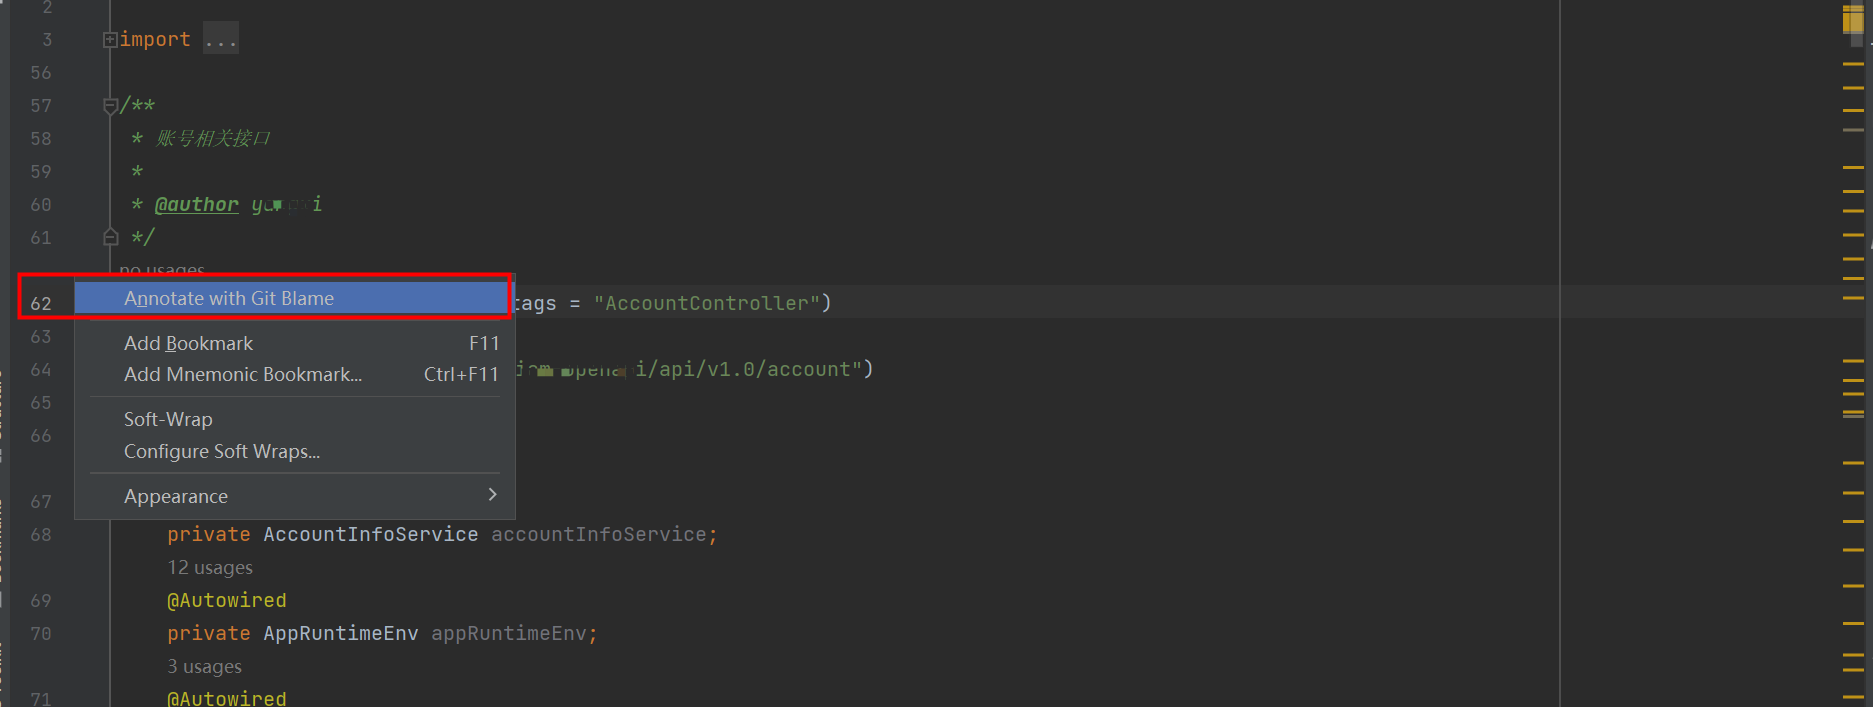 2
3 import ...
56
57 /**
58 * 账号相关接口
59 *
60 * @author
61 */
no usages
62 tags = "AccountController")
Annotate with Git Blame
63
Add Bookmark F11
64 i/api/v1.0/account")
Add Mnemonic Bookmark... Ctrl+F11
65
Soft-Wrap
66
Configure Soft Wraps...
Appearance
67
68 private AccountInfoService accountInfoService;
12 usages
69 @Autowired
70 private AppRuntimeEnv appRuntimeEnv;
3 usages
71 @Autowired